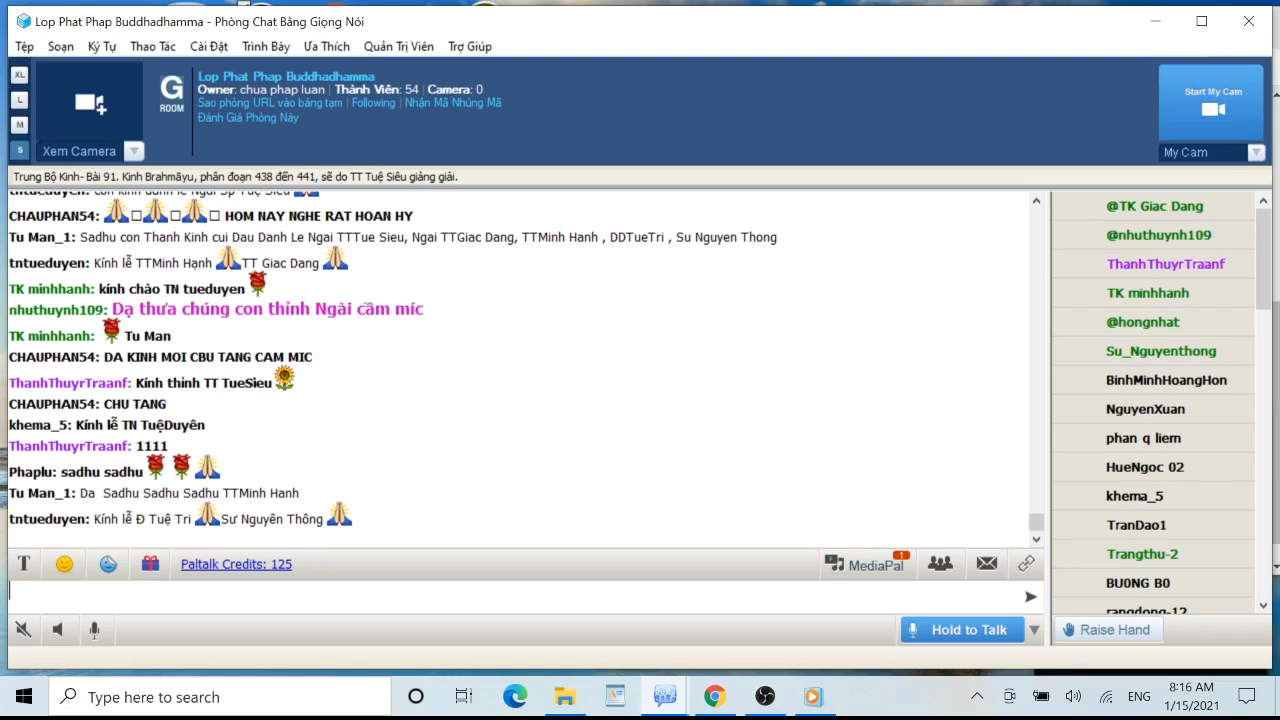 Lop Phat Phap Buddhadhamma - Phòng Chat Bằng Giọng Nói
Tệp Soạn Ký Tự Thao Tác Cài Đặt Trình Bày Ưa Thích Quản Trị Viên Trợ Giúp
XL
L
M
S
Xem Camera
G
ROOM
Lop Phat Phap Buddhadhamma
Owner: chua phap luan | Thành Viên: 54 | Camera: 0
Sao phòng URL vào bảng tạm | Following | Nhận Mã Nhúng Mã
Đánh Giá Phòng Này
Start My Cam
My Cam
Trung Bộ Kinh- Bài 91. Kinh Brahmāyu, phân đoạn 438 đến 441, sẽ do TT Tuệ Siêu giảng giải.
CHAUPHAN54: HOM NAY NGHE RAT HOAN HY
Tu Man_1: Sadhu con Thanh Kinh cui Dau Danh Le Ngai TTTue Sieu, Ngai TTGiac Dang, TTMinh Hanh , DDTueTri , Su Nguyen Thong
tntueduyen: Kính lễ TTMinh Hạnh TT Giac Dang
TK minhhanh: kính chào TN tueduyen
nhuthuynh109: Dạ thưa chúng con thỉnh Ngài cầm míc
TK minhhanh: Tu Man
CHAUPHAN54: DA KINH MOI CBU TANG CAM MIC
ThanhThuyrTraanf: Kính thỉnh TT TueSieu
CHAUPHAN54: CHU TANG
khema_5: Kính lễ TN TuệDuyên
ThanhThuyrTraanf: 1111
Phaplu: sadhu sadhu
Tu Man_1: Da Sadhu Sadhu Sadhu TTMinh Hanh
tntueduyen: Kính lễ Đ Tuệ Tri Sư Nguyên Thông
@TK Giac Dang
@nhuthuynh109
ThanhThuyrTraanf
TK minhhanh
@hongnhat
Su_Nguyenthong
BinhMinhHoangHon
NguyenXuan
phan q liem
HueNgoc 02
khema_5
TranDao1
Trangthu-2
BU0NG B0
rangdong-12
T Paltalk Credits: 125 MediaPal 1
Hold to Talk Raise Hand
Type here to search
ENG
8:16 AM
1/15/2021